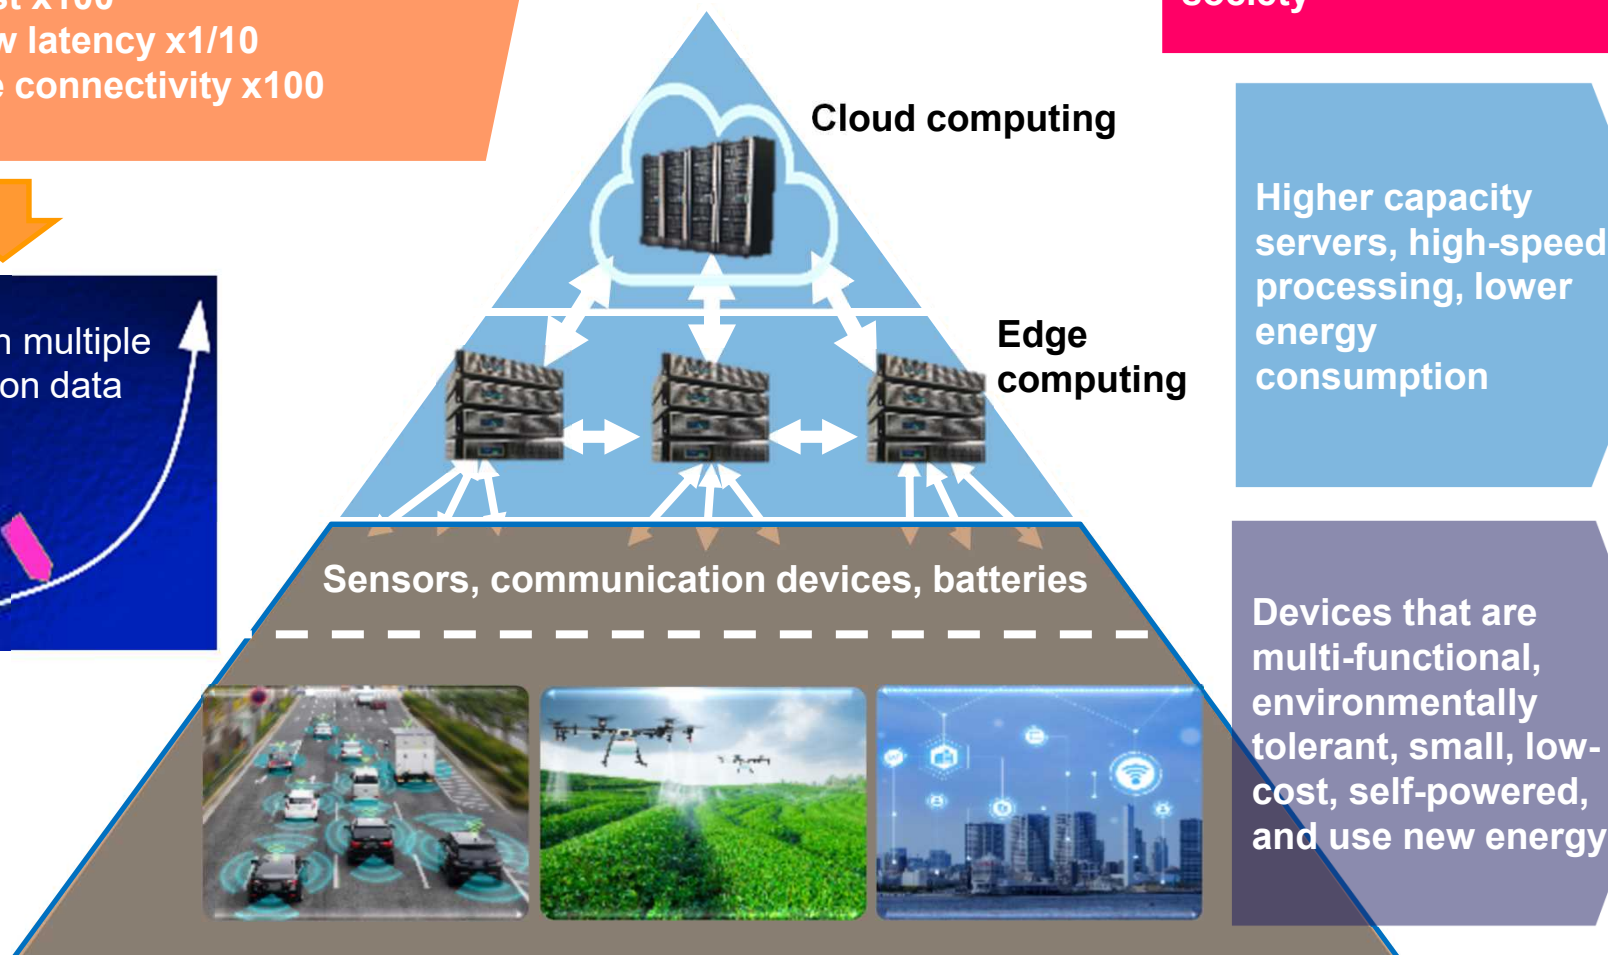 x100
latency x1/10
connectivity x100
multiple
on data
Cloud computing
Edge
computing
Sensors, communication devices, batteries
society
Higher capacity
servers, high-speed
processing, lower
energy
consumption
Devices that are
multi-functional,
environmentally
tolerant, small, low-
cost, self-powered,
and use new energy